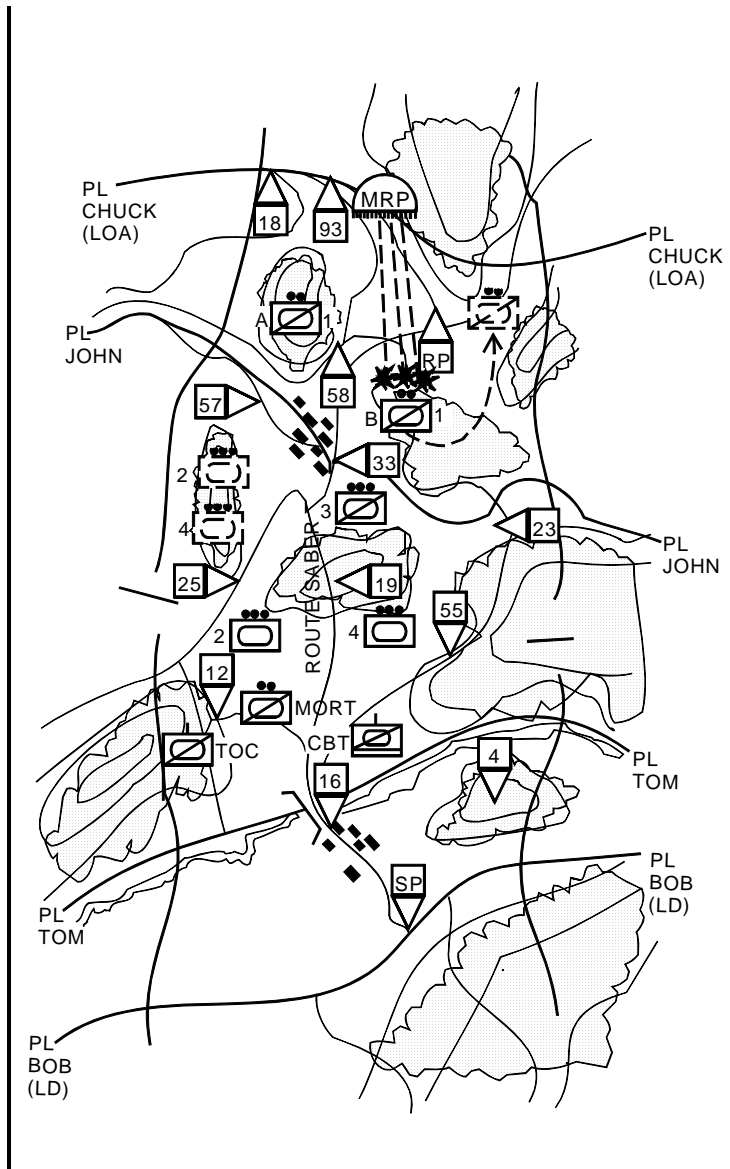 PL
CHUCK
(LOA)
MRP
18
93
PL
CHUCK
(LOA)
A
1
PL
JOHN
RP
58
57
B
1
33
2
3
4
23
PL
JOHN
ROUTE SABER
25
19
55
2
4
12
MORT
TOC
CBT
4
PL
TOM
16
SP
PL
BOB
(LD)
PL
TOM
PL
BOB
(LD)